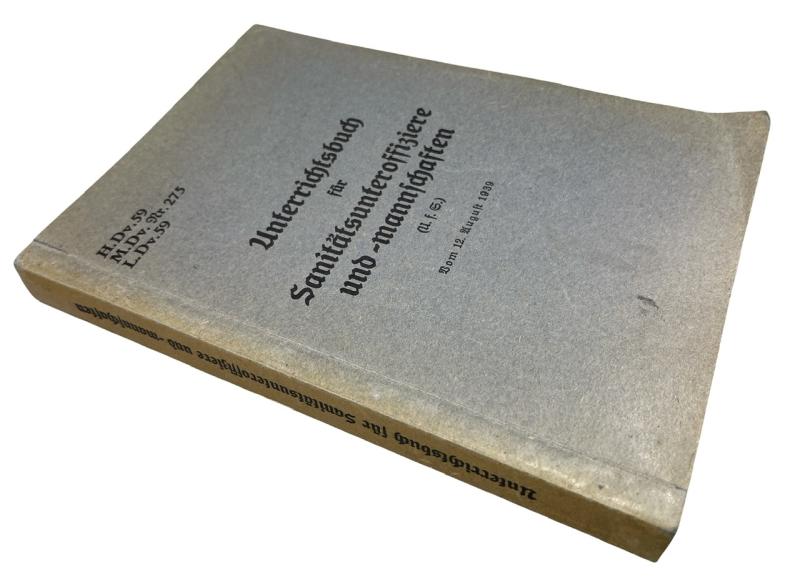 H.Dv.59
M.Dv. Nr. 275
L.Dv.59
Unterrichtsbuch
für
Sanitätsunteroffiziere
und -mannschaften
(U. f. S.)
Vom 12. August 1939
Unterrichtsbuch für Sanitätsunteroffiziere und -mannschaften